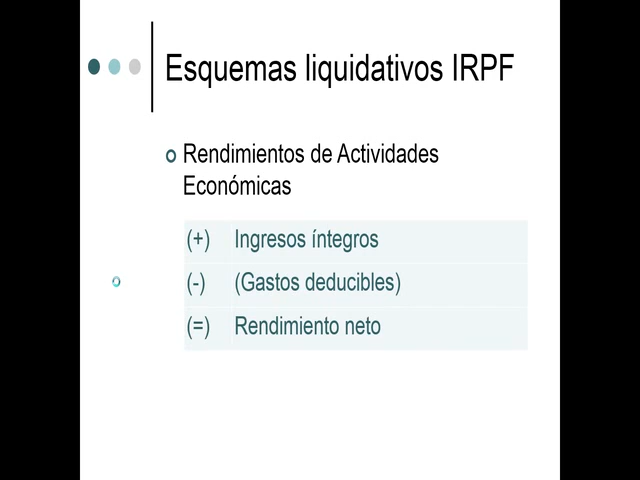 Esquemas liquidativos IRPF
Rendimientos de Actividades
Económicas
(+) Ingresos íntegros
(-) (Gastos deducibles)
(=) Rendimiento neto